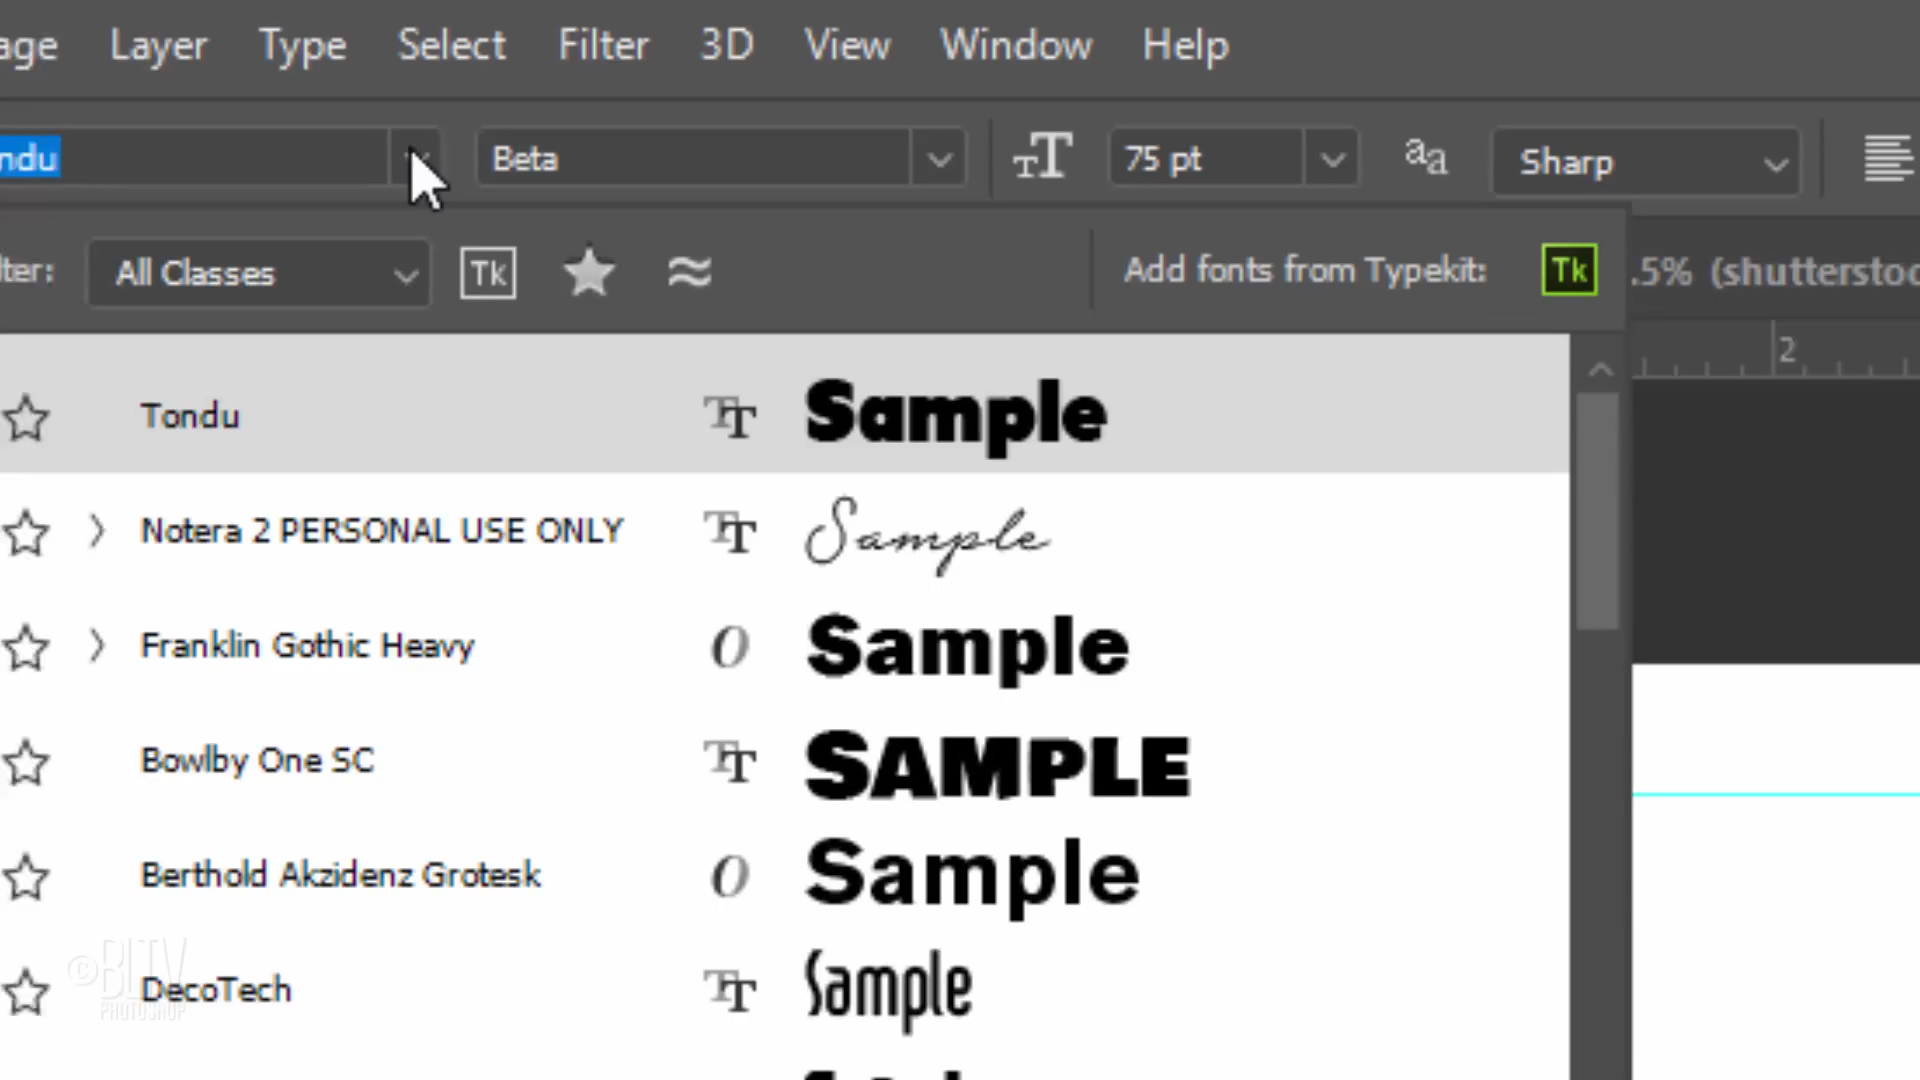 age Layer Type Select Filter 3D View Window Help
ndu Beta 75 pt Sharp
lter: All Classes Tk Add fonts from Typekit: Tk .5% (shutterstoc
2
Tondu Sample
Notera 2 PERSONAL USE ONLY Sample
Franklin Gothic Heavy Sample
Bowlby One SC SAMPLE
Berthold Akzidenz Grotesk Sample
DecoTech Sample
©BLTV
PHOTOSHOP